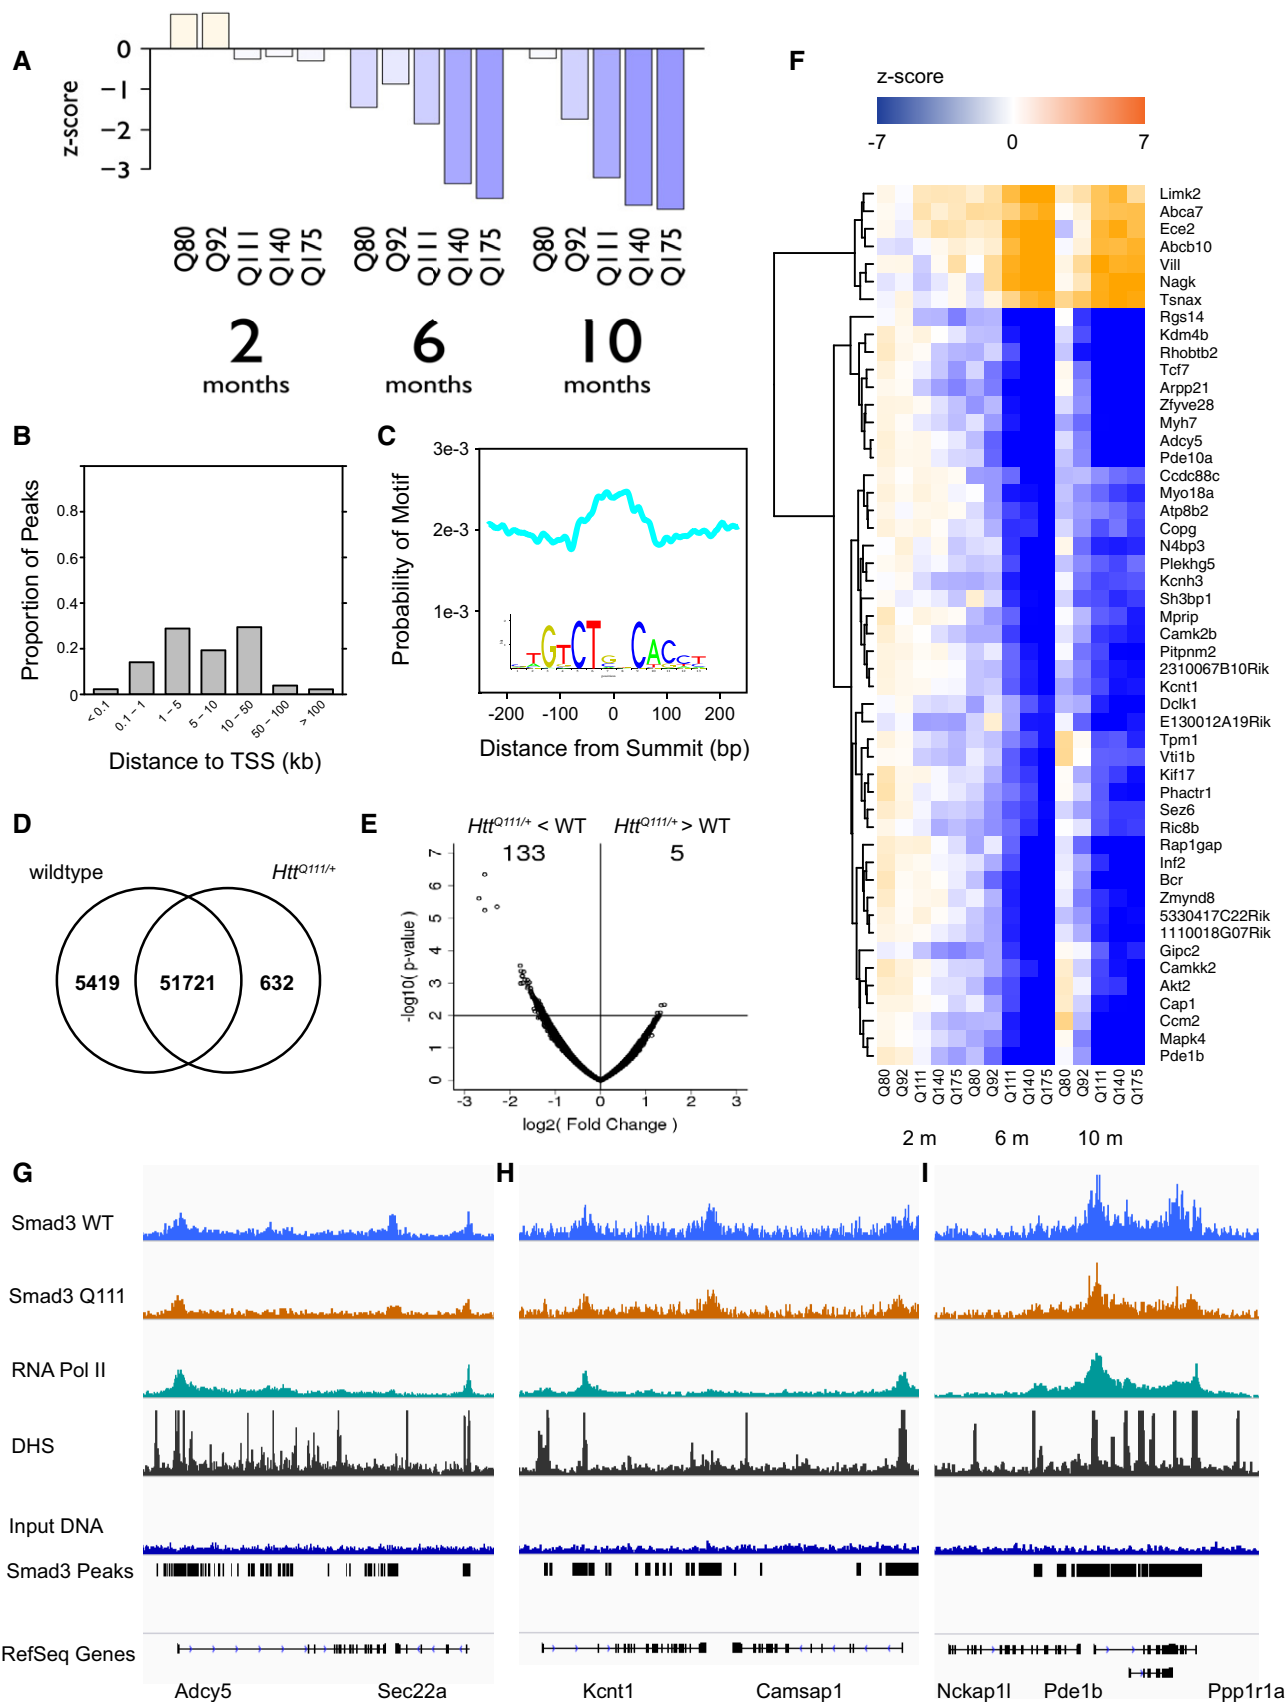 A
z-score
0
−1
−2
−3
Q80
Q92
Q111
Q140
Q175
Q80
Q92
Q111
Q140
Q175
Q80
Q92
Q111
Q140
Q175
2
months
6
months
10
months
B
Proportion of Peaks
0.8
0.6
0.4
0.2
0
< 0.1
0.1 – 1
1 – 5
5 – 10
10 – 50
50 – 100
> 100
Distance to TSS (kb)
C
Probability of Motif
3e-3
2e-3
1e-3
-200
-100
0
100
200
Distance from Summit (bp)
D
wildtype
HttQ111/+
5419
51721
632
E
HttQ111/+ < WT
HttQ111/+ > WT
133
5
-log10( p-value )
7
6
5
4
3
2
1
0
-3
-2
-1
0
1
2
3
log2( Fold Change )
F
z-score
-7
0
7
Limk2
Abca7
Ece2
Abcb10
Vill
Nagk
Tsnax
Rgs14
Kdm4b
Rhobtb2
Tcf7
Arpp21
Zfyve28
Myh7
Adcy5
Pde10a
Ccdc88c
Myo18a
Atp8b2
Copg
N4bp3
Plekhg5
Kcnh3
Sh3bp1
Mprip
Camk2b
Pitpnm2
2310067B10Rik
Kcnt1
Dclk1
E130012A19Rik
Tpm1
Vti1b
Kif17
Phactr1
Sez6
Ric8b
Rap1gap
Inf2
Bcr
Zmynd8
5330417C22Rik
1110018G07Rik
Gipc2
Camkk2
Akt2
Cap1
Ccm2
Mapk4
Pde1b
Q80
Q92
Q111
Q140
Q175
Q80
Q92
Q111
Q140
Q175
Q80
Q92
Q111
Q140
Q175
2 m
6 m
10 m
G
H
I
Smad3 WT
Smad3 Q111
RNA Pol II
DHS
Input DNA
Smad3 Peaks
RefSeq Genes
Adcy5
Sec22a
Kcnt1
Camsap1
Nckap1l
Pde1b
Ppp1r1a